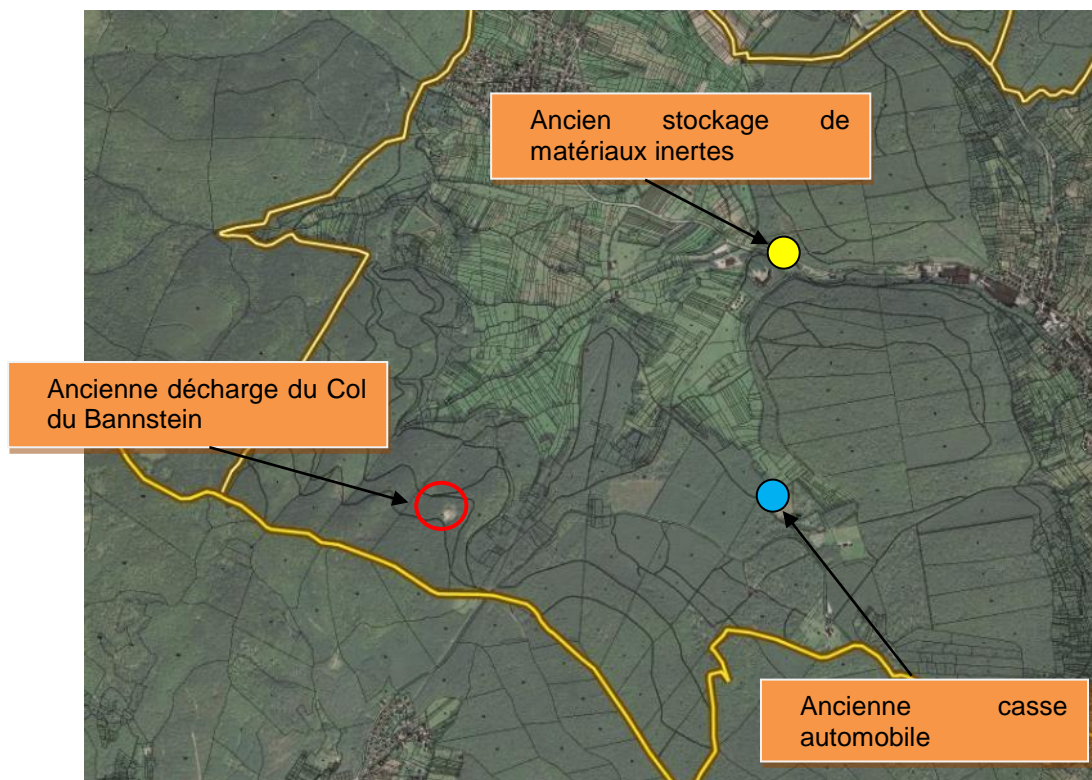 Ancien stockage de
matériaux inertes
Ancienne décharge du Col
du Bannstein
Ancienne casse
automobile